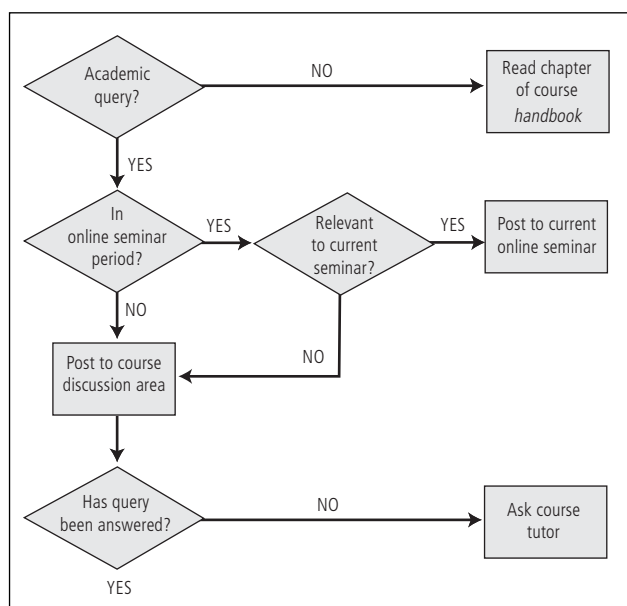 Academic
query?
NO
Read chapter
of course
handbook
YES
In
online seminar
period?
YES
Relevant
to current
seminar?
YES
Post to current
online seminar
NO
NO
Post to course
discussion area
Has query
been answered?
NO
Ask course
tutor
YES